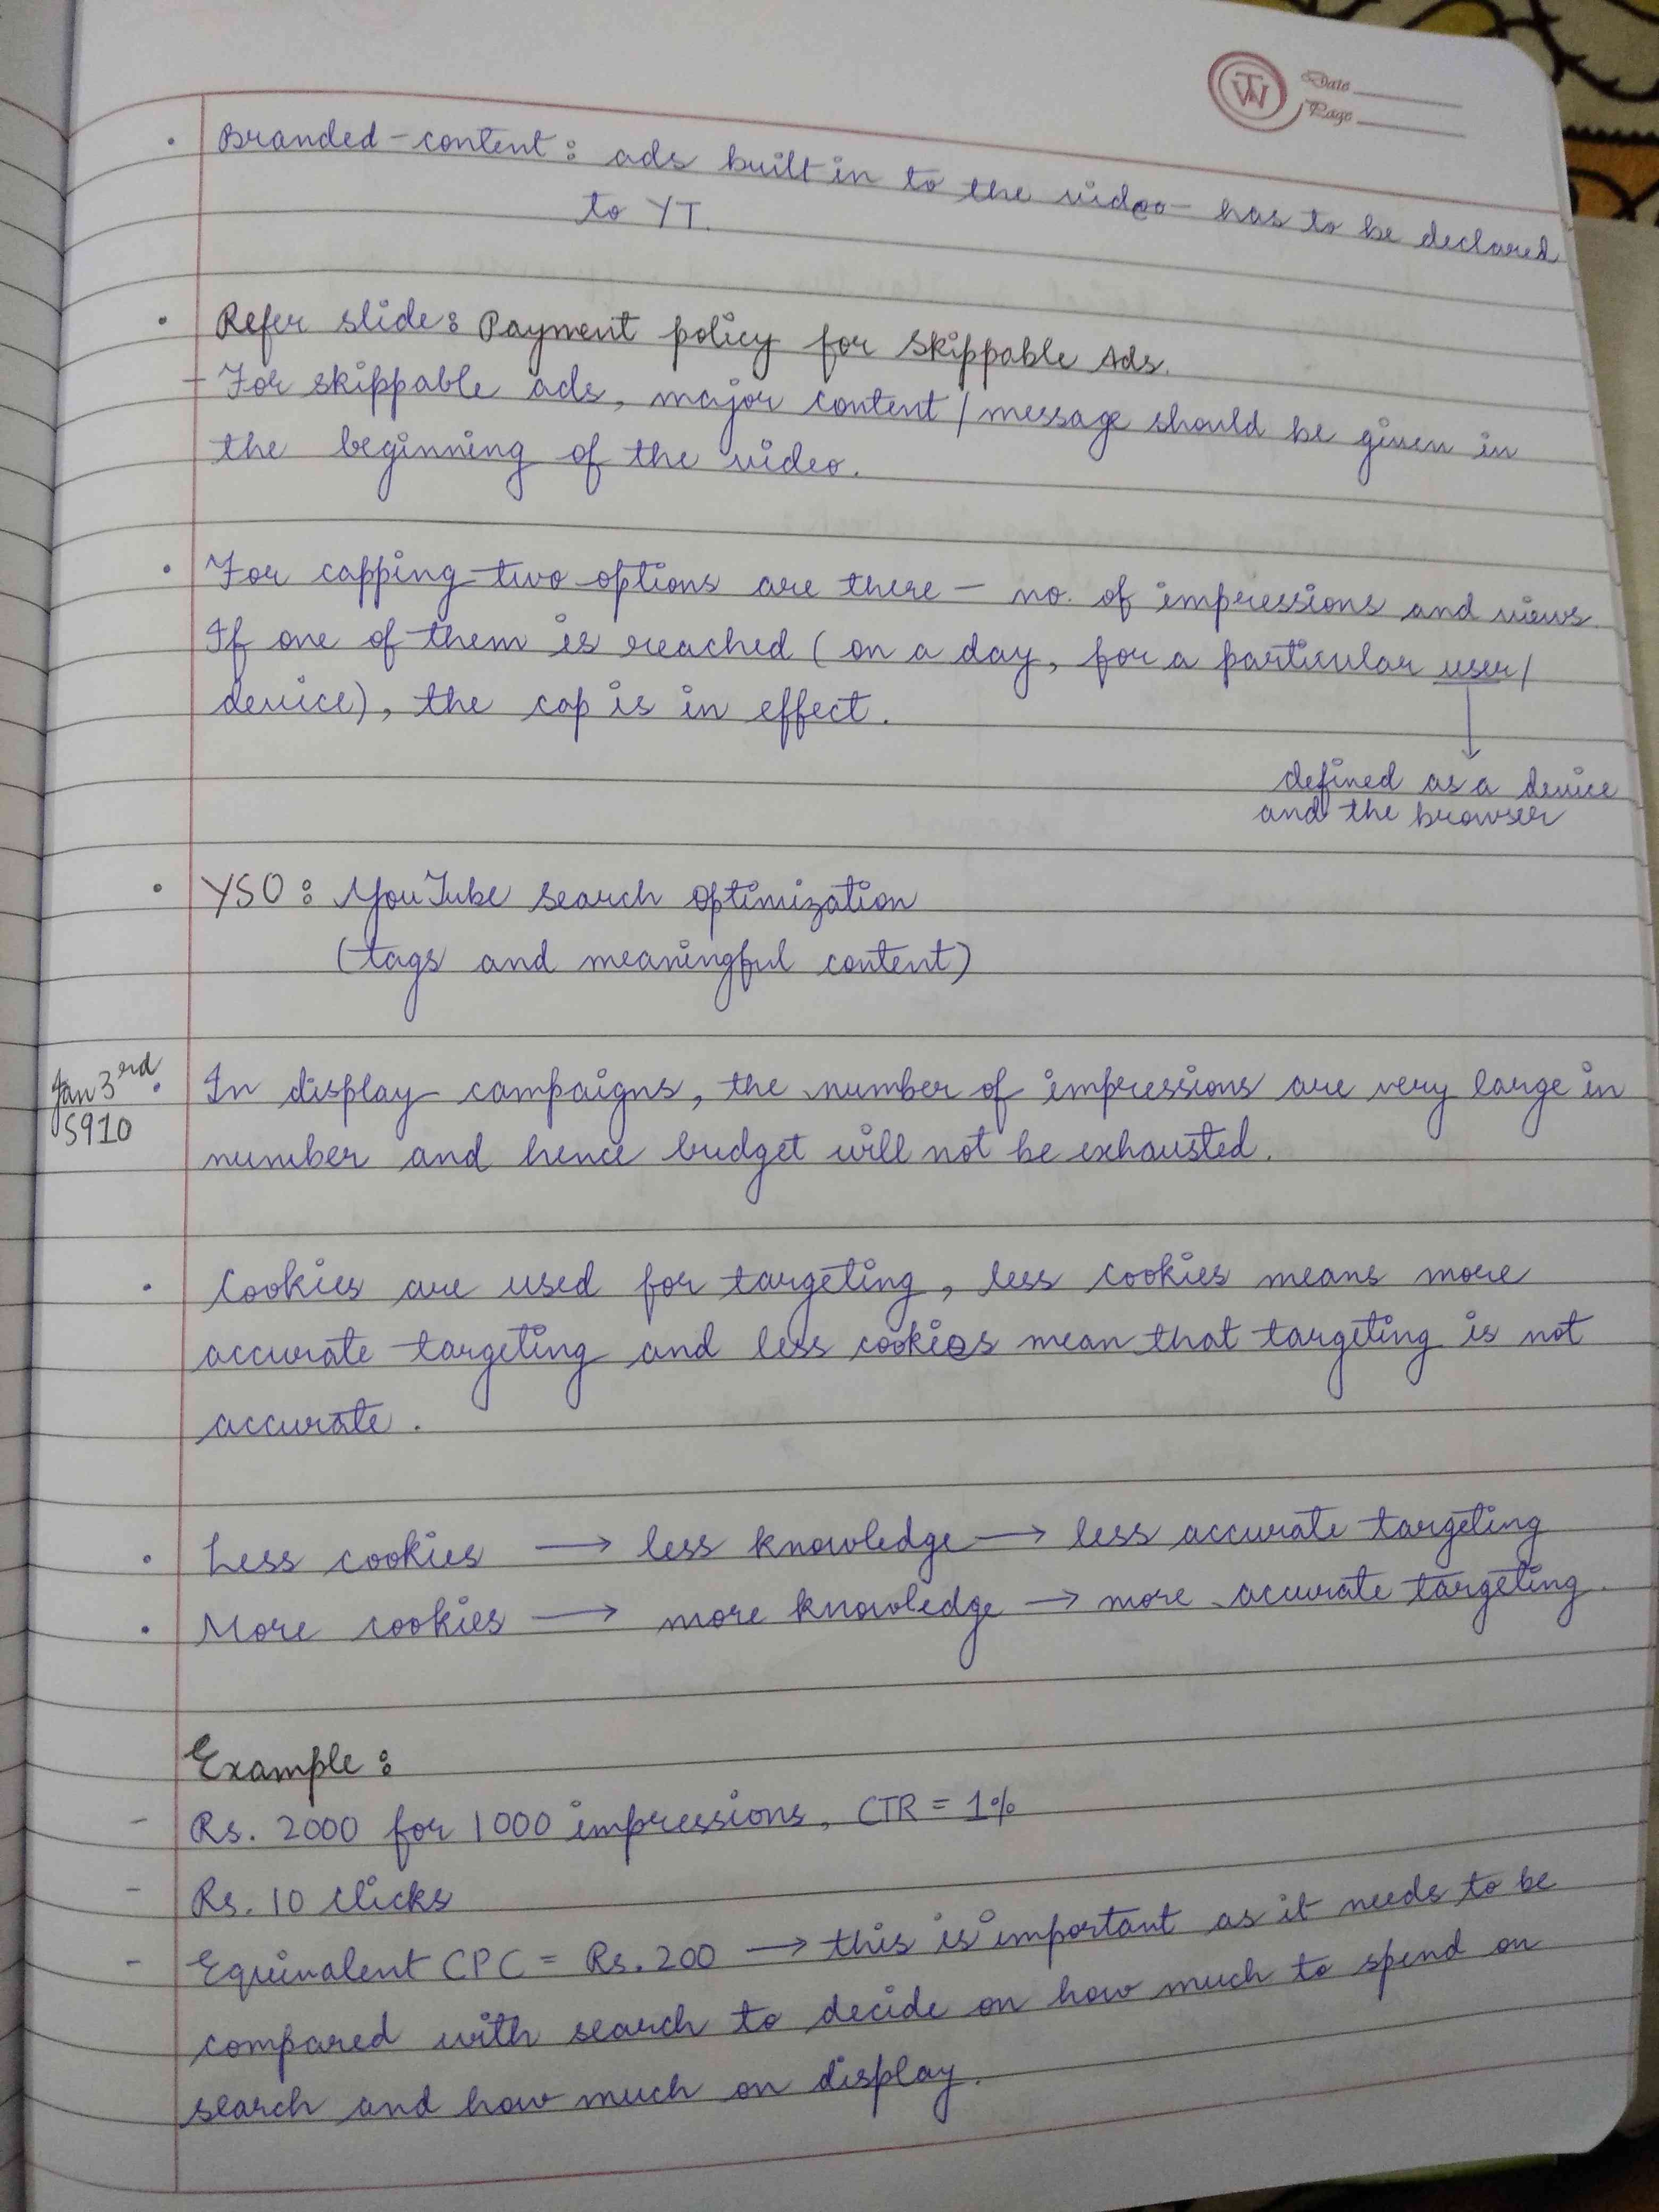 TW
Date
Page
• Branded-content: ads built in to the video - has to be declared
to YT.
• Refer slide: Payment policy for Skippable Ads.
- For skippable ads, major content / message should be given in
the beginning of the video.
• For capping two options are there - no. of impressions and views.
If one of them is reached (on a day, for a particular user/
device), the cap is in effect.
defined as a device
and the browser
• YSO: YouTube search optimization
(tags and meaningful content)
Jan 3rd
S910
• In display campaigns, the number of impressions are very large in
number and hence budget will not be exhausted.
• Cookies are used for targeting, less cookies means more
accurate targeting and less cookies mean that targeting is not
accurate.
• Less cookies → less knowledge → less accurate targeting
• More cookies → more knowledge → more accurate targeting.
Example:
- Rs. 2000 for 1000 impressions, CTR = 1%
- Rs. 10 clicks
- Equivalent CPC = Rs. 200 → this is important as it needs to be
compared with search to decide on how much to spend on
search and how much on display.